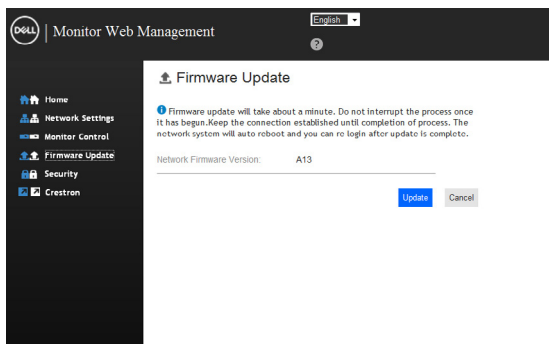 DELL | Monitor Web Management
English
?
Home
Network Settings
Monitor Control
Firmware Update
Security
Crestron
Firmware Update
Firmware update will take about a minute. Do not interrupt the process once
it has begun.Keep the connection established until completion of process. The
network system will auto reboot and you can re login after update is complete.
Network Firmware Version: A13
Update Cancel